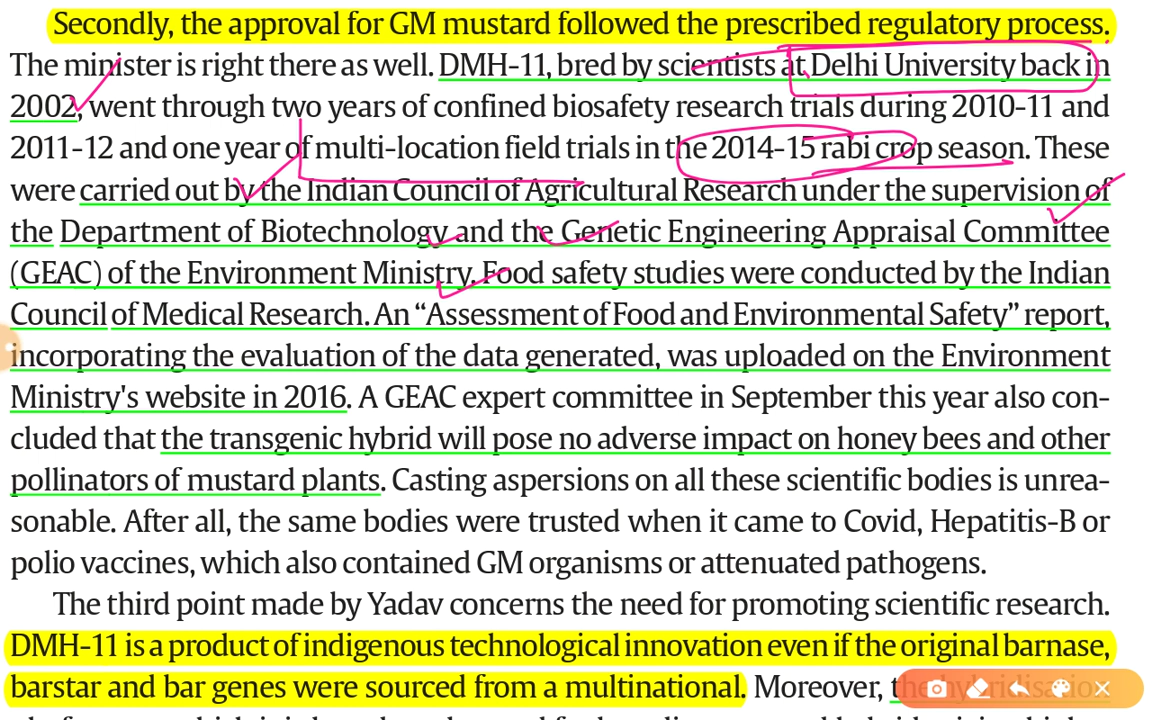 Secondly, the approval for GM mustard followed the prescribed regulatory process.
The minister is right there as well. DMH-11, bred by scientists at Delhi University back in
2002, went through two years of confined biosafety research trials during 2010-11 and
2011-12 and one year of multi-location field trials in the 2014-15 rabi crop season. These
were carried out by the Indian Council of Agricultural Research under the supervision of
the Department of Biotechnology and the Genetic Engineering Appraisal Committee
(GEAC) of the Environment Ministry. Food safety studies were conducted by the Indian
Council of Medical Research. An “Assessment of Food and Environmental Safety” report,
incorporating the evaluation of the data generated, was uploaded on the Environment
Ministry's website in 2016. A GEAC expert committee in September this year also con-
cluded that the transgenic hybrid will pose no adverse impact on honey bees and other
pollinators of mustard plants. Casting aspersions on all these scientific bodies is unrea-
sonable. After all, the same bodies were trusted when it came to Covid, Hepatitis-B or
polio vaccines, which also contained GM organisms or attenuated pathogens.
The third point made by Yadav concerns the need for promoting scientific research.
DMH-11 is a product of indigenous technological innovation even if the original barnase,
barstar and bar genes were sourced from a multinational. Moreover, the hybridisation